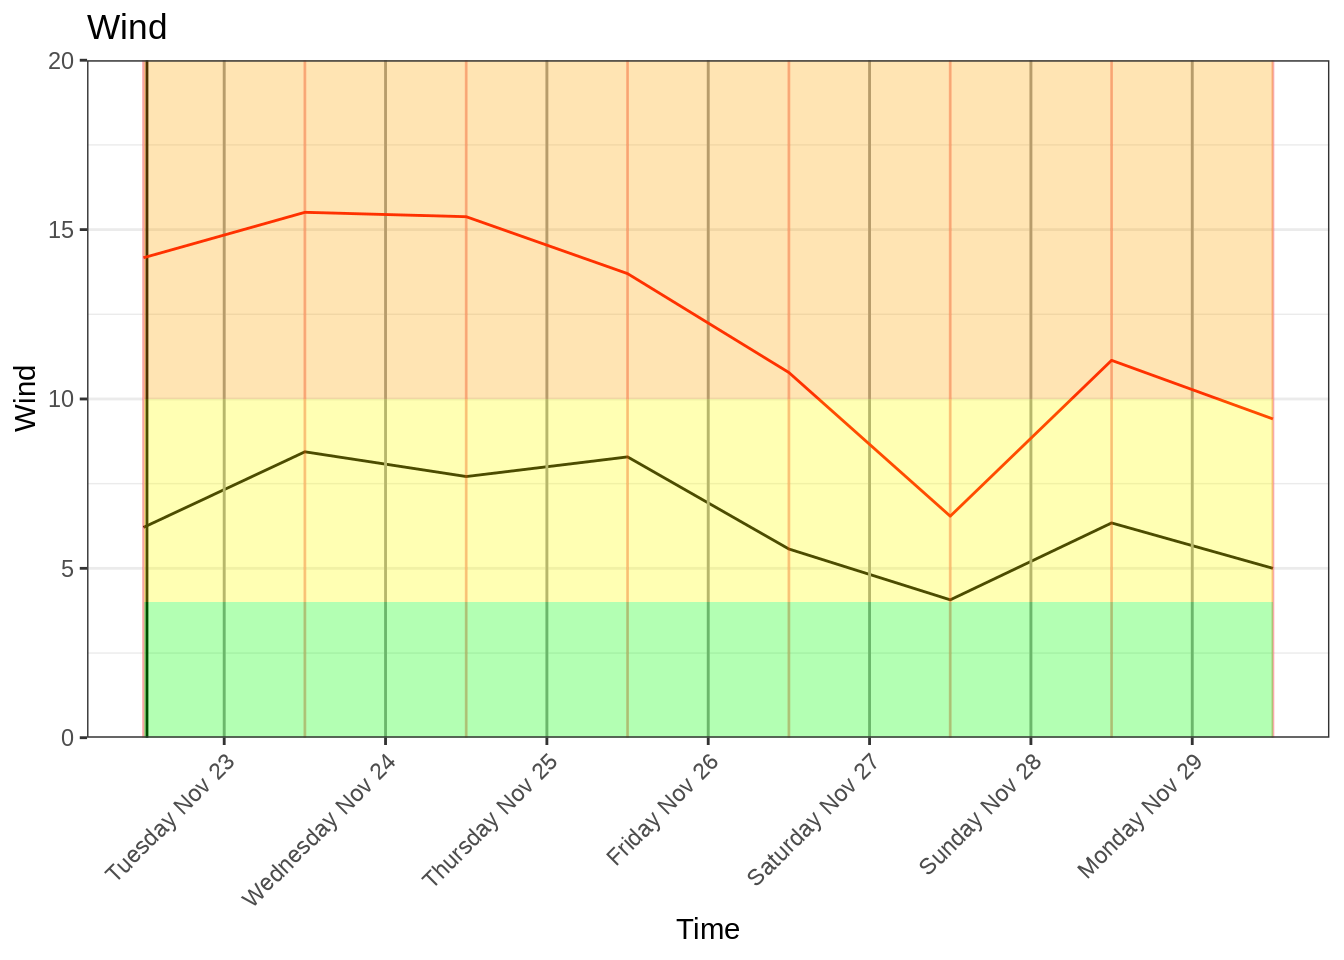 Wind
20
15
10
5
0
Wind
Tuesday Nov 23
Wednesday Nov 24
Thursday Nov 25
Friday Nov 26
Saturday Nov 27
Sunday Nov 28
Monday Nov 29
Time